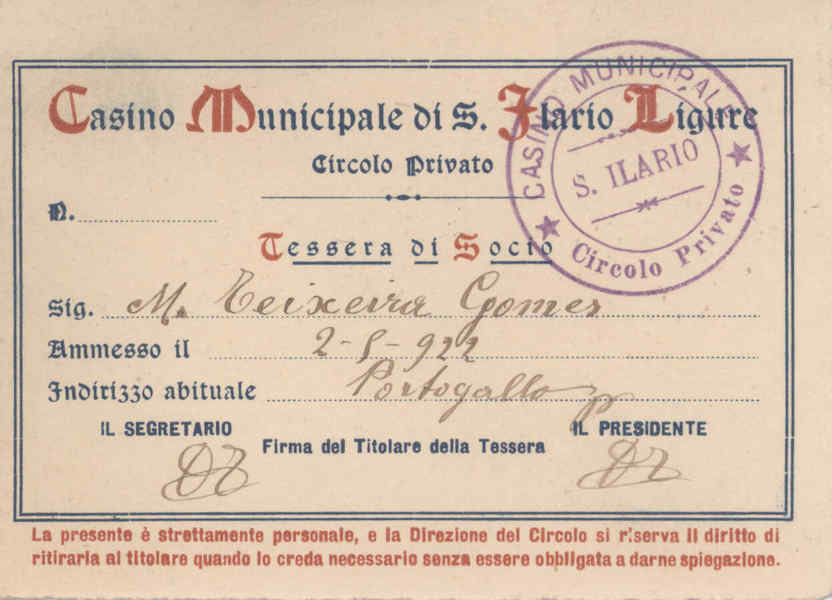 Casino Municipale di S. Ilario Ligure
Circolo Privato
N.
Tessera di Socio
Sig. M. Teixeira Gomes
Ammesso il 2-5-922
Indirizzo abituale Portogallo
IL SEGRETARIO
IL PRESIDENTE
Firma del Titolare della Tessera
CASINO MUNICIPALE
S. ILARIO
Circolo Privato
La presente è strettamente personale, e la Direzione del Circolo si riserva il diritto di
ritirarla al titolare quando lo creda necessario senza essere obbligata a darne spiegazione.